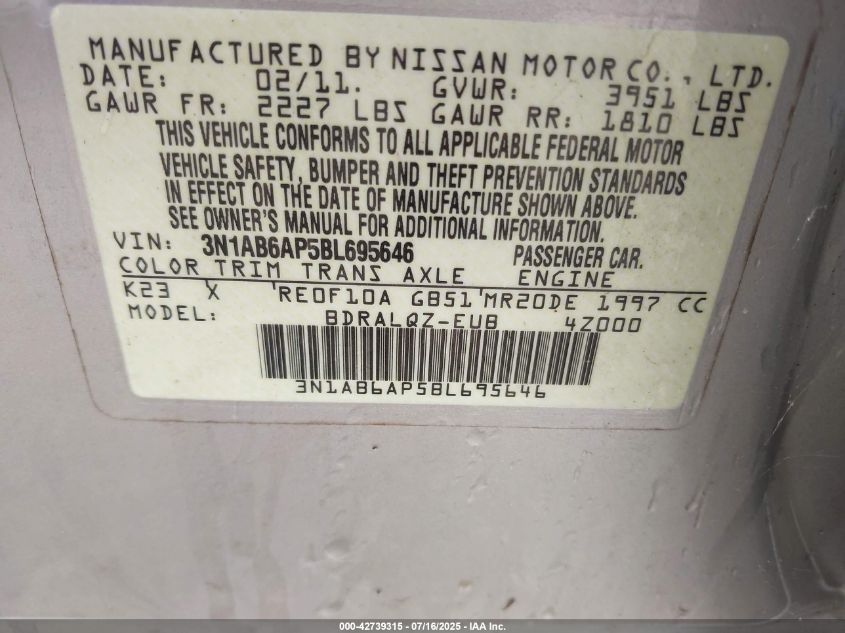 MANUFACTURED BY NISSAN MOTOR CO., LTD.
DATE: 02/11. GVWR: 3951 LBS
GAWR FR: 2227 LBS GAWR RR: 1810 LBS
THIS VEHICLE CONFORMS TO ALL APPLICABLE FEDERAL MOTOR
VEHICLE SAFETY, BUMPER AND THEFT PREVENTION STANDARDS
IN EFFECT ON THE DATE OF MANUFACTURE SHOWN ABOVE.
SEE OWNER'S MANUAL FOR ADDITIONAL INFORMATION.
VIN: 3N1AB6AP5BL695646 PASSENGER CAR.
COLOR TRIM TRANS AXLE ENGINE
K23 X RE0F10A GB51 MR20DE 1997 CC
MODEL: BDRALQZ-EUB 4Z000
3N1AB6AP5BL695646
000-42739315 - 07/16/2025 - IAA Inc.